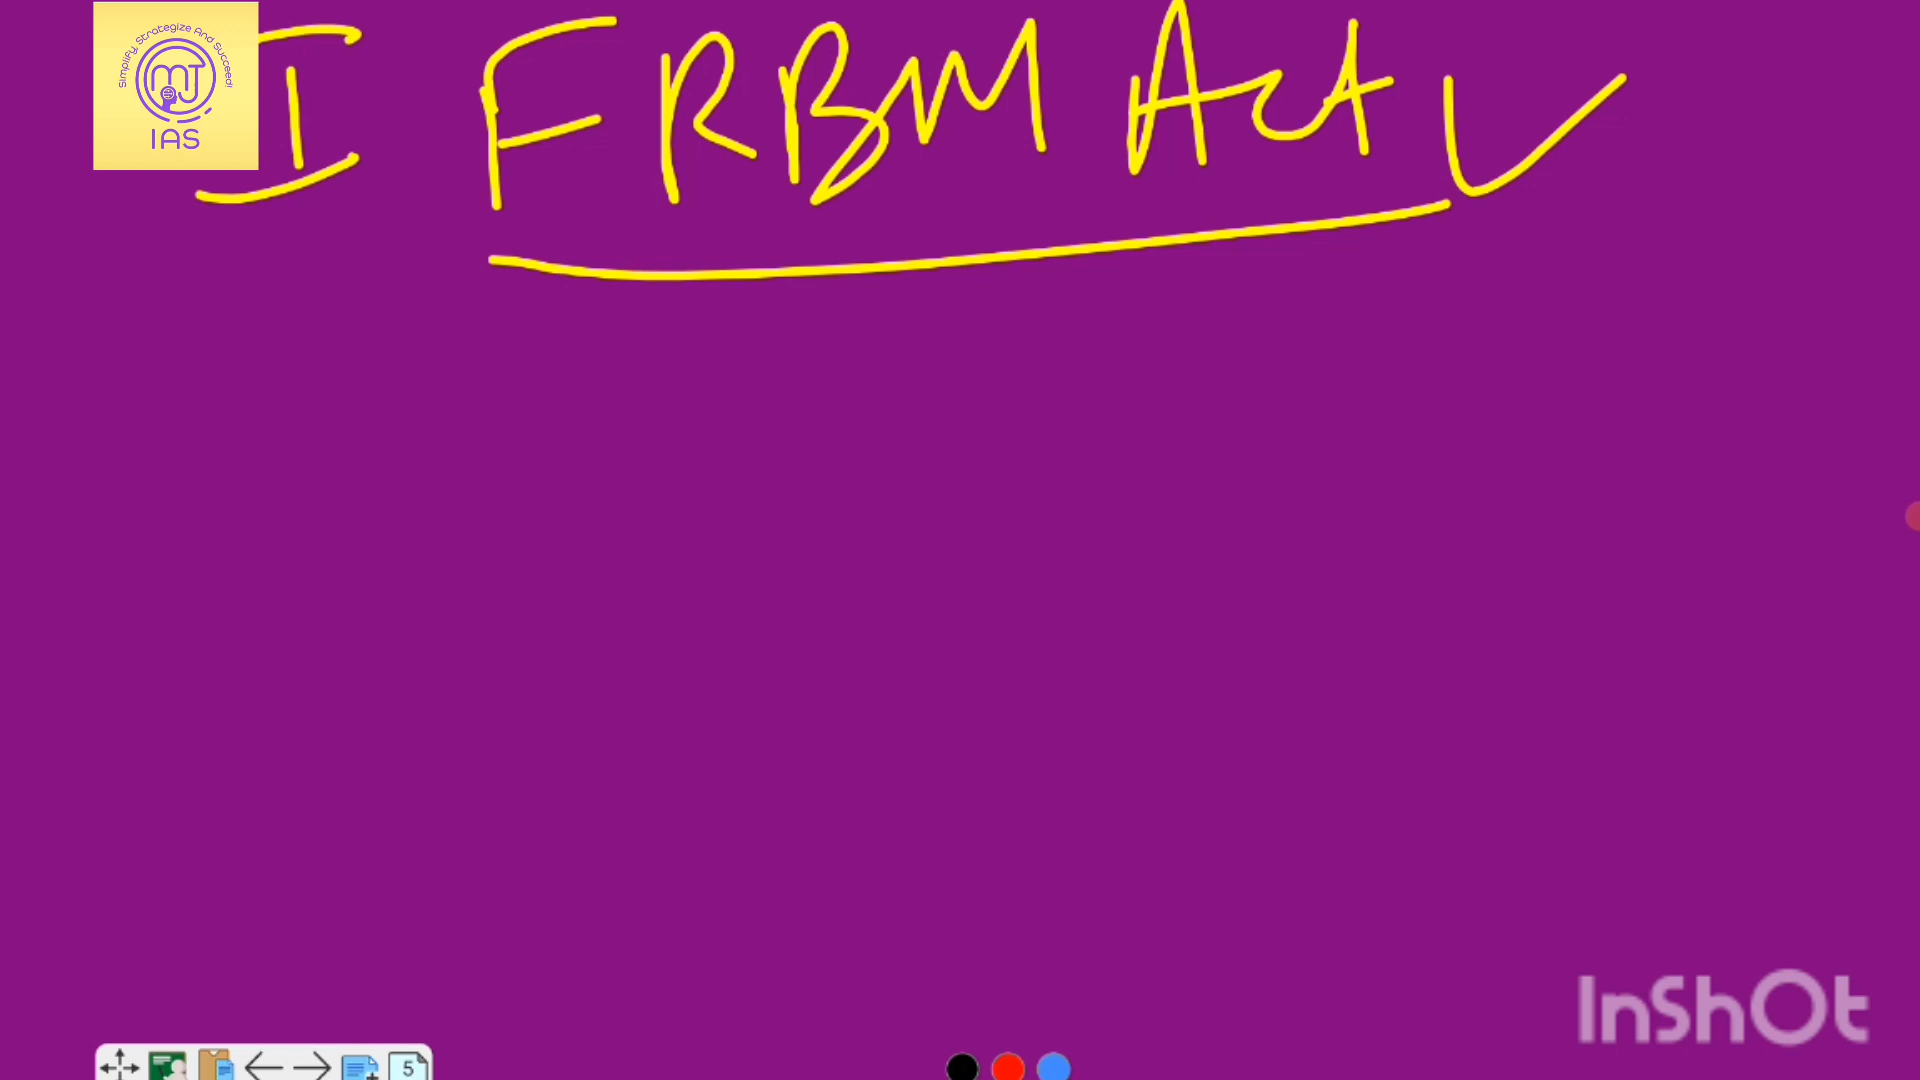 Simplify, Strategize And Succeed!
MJ
IAS
I FRBM Act
5
InShOt